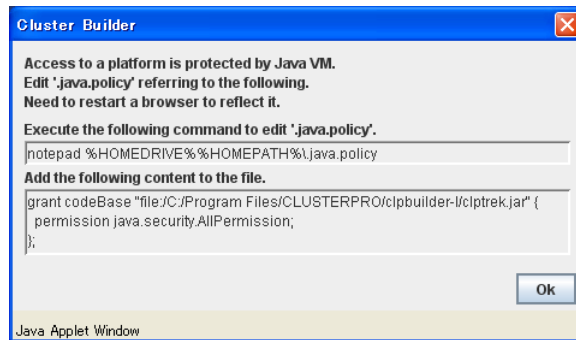 Cluster Builder
Access to a platform is protected by Java VM.
Edit '.java.policy' referring to the following.
Need to restart a browser to reflect it.
Execute the following command to edit '.java.policy'.
notepad %HOMEDRIVE%%HOMEPATH%\.java.policy
Add the following content to the file.
grant codeBase "file:/C:/Program Files/CLUSTERPRO/clpbuilder-l/clptrek.jar" {
  permission java.security.AllPermission;
};
Ok
Java Applet Window